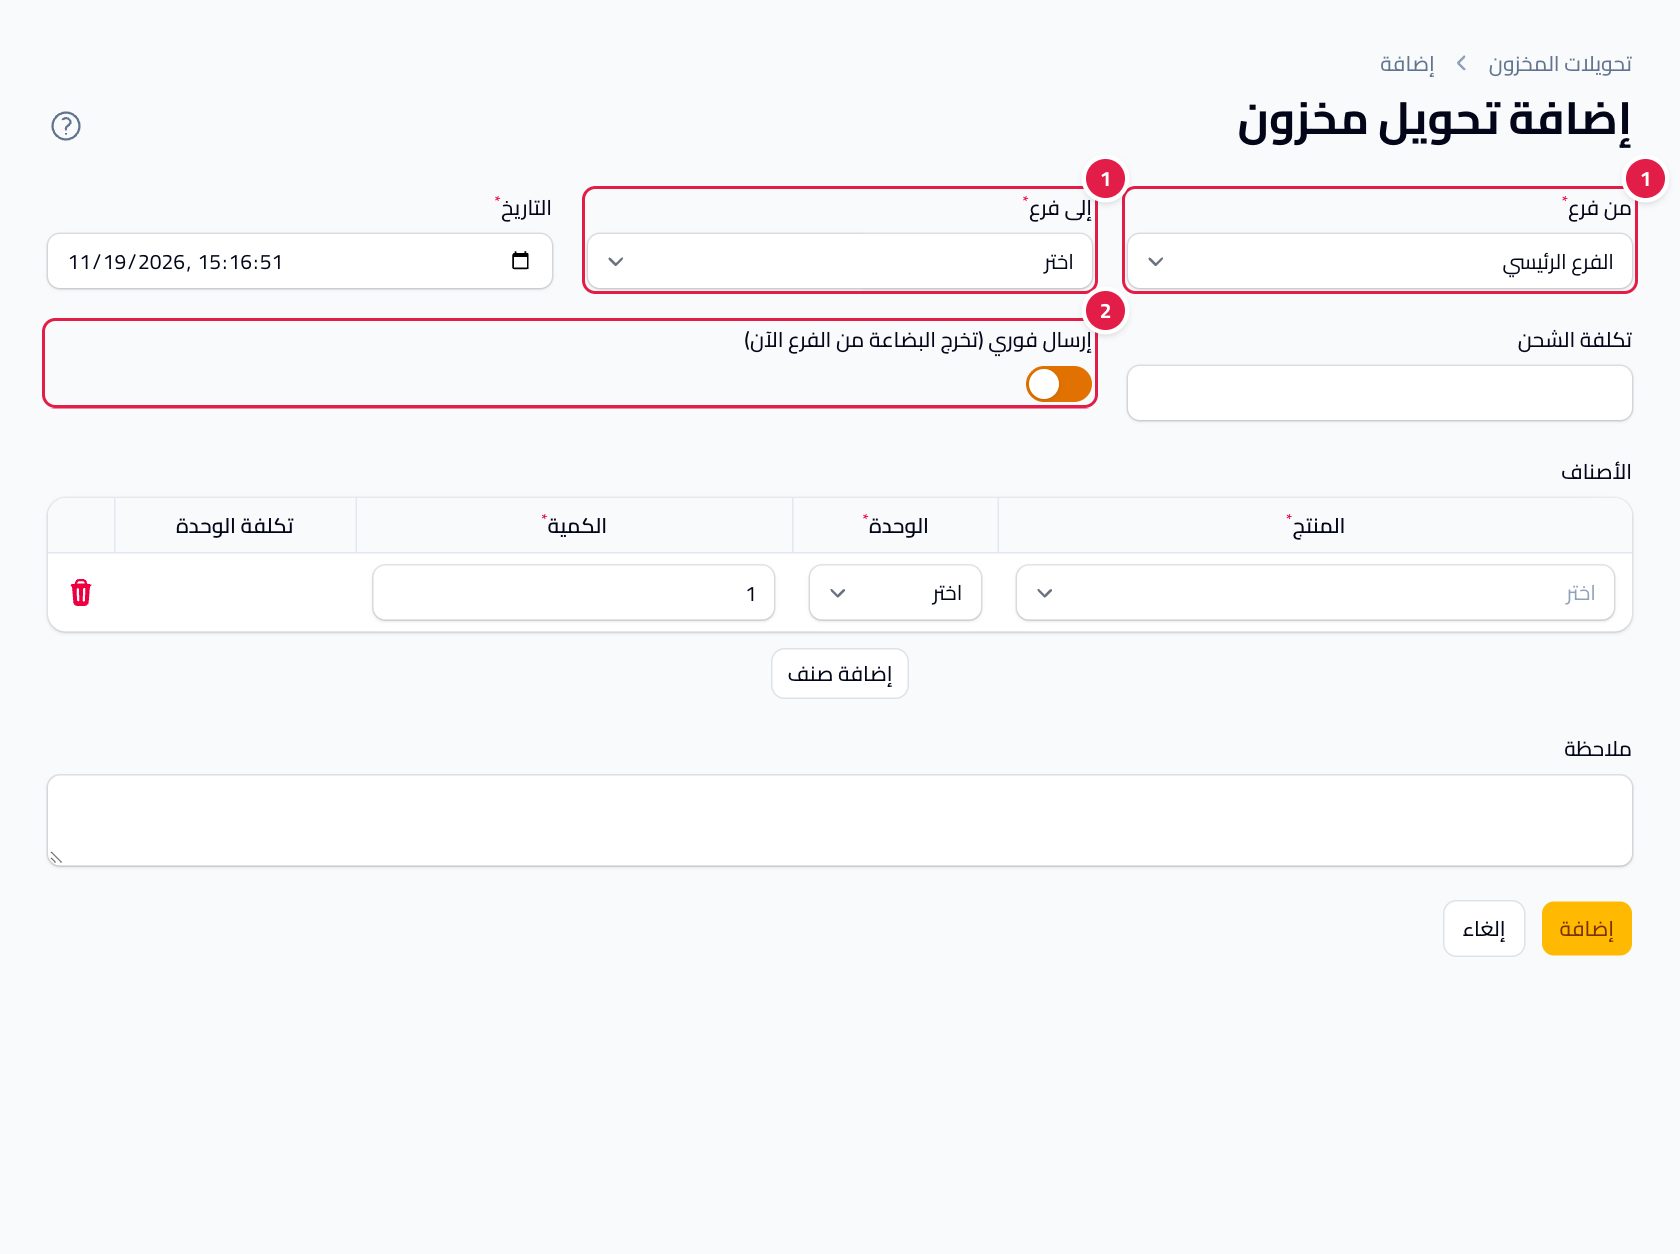 تحويلات المخزون > إضافة
إضافة تحويل مخزون
?
1
1
من فرع*
إلى فرع*
التاريخ*
الفرع الرئيسي
اختر
11/19/2026, 15:16:51
2
تكلفة الشحن
إرسال فوري (تخرج البضاعة من الفرع الآن)
الأصناف
المنتج* الوحدة* الكمية* تكلفة الوحدة
اختر اختر 1
إضافة صنف
ملاحظة
إضافة
إلغاء